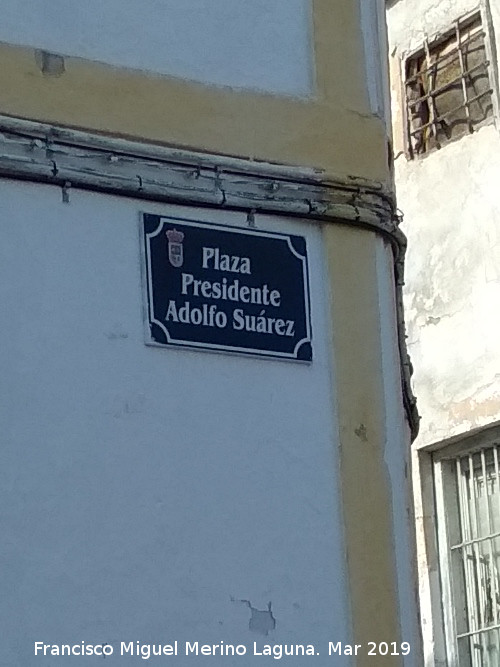 Plaza
Presidente
Adolfo Suárez
Francisco Miguel Merino Laguna. Mar 2019